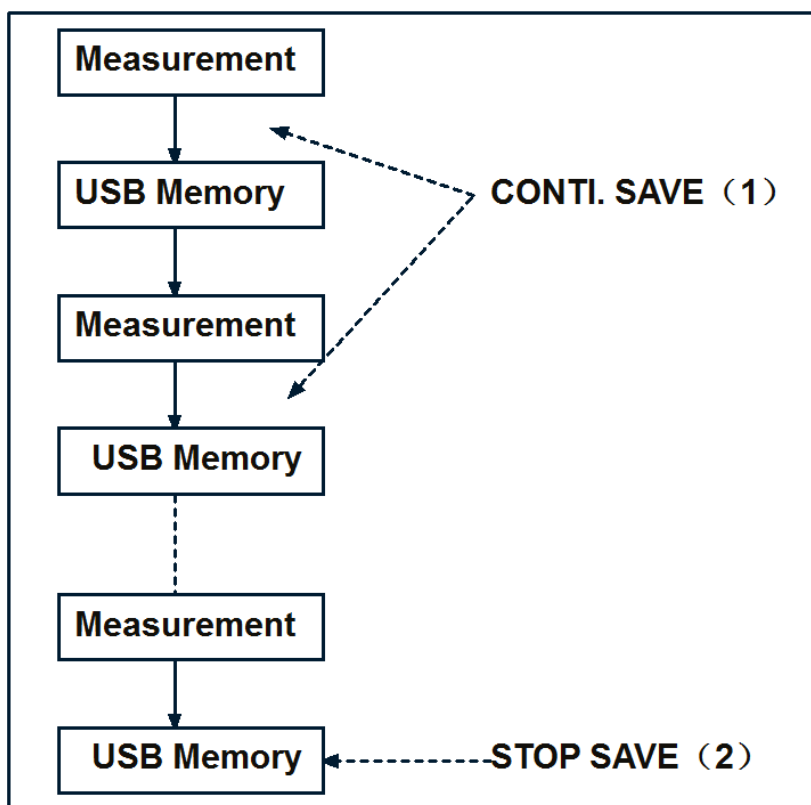 Measurement
USB Memory
CONTI. SAVE（1）
Measurement
USB Memory
Measurement
USB Memory
STOP SAVE（2）